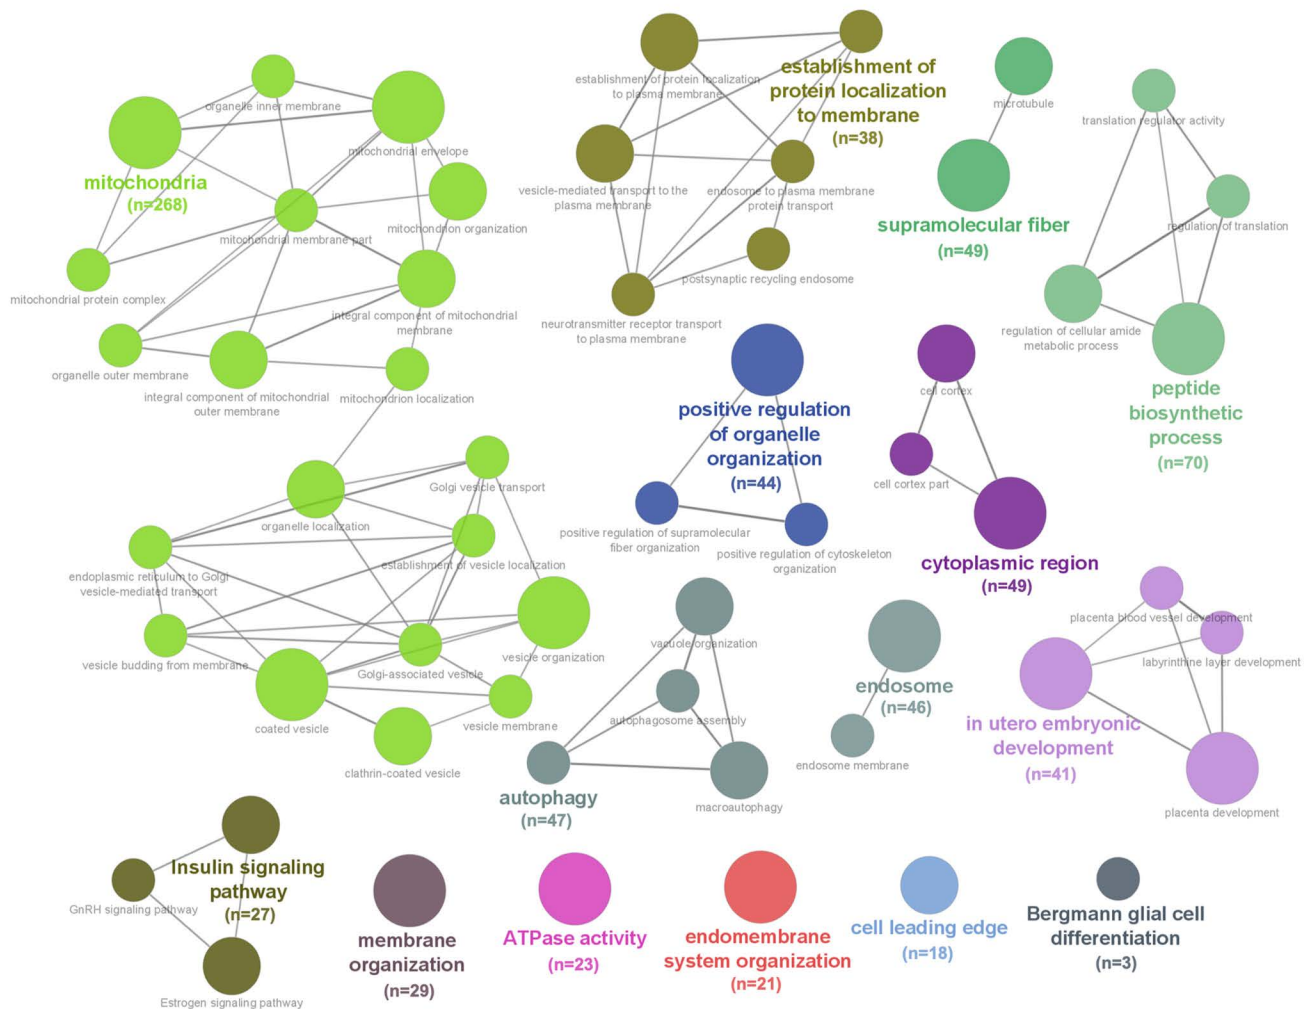 organelle inner membrane
mitochondrial envelope
mitochondria
(n=268)
mitochondrion organization
mitochondrial membrane part
mitochondrial protein complex
integral component of mitochondrial
membrane
organelle outer membrane
integral component of mitochondrial
outer membrane
mitochondrion localization
establishment of protein localization
to plasma membrane
establishment of
protein localization
to membrane
(n=38)
vesicle-mediated transport to the
plasma membrane
endosome to plasma membrane
protein transport
postsynaptic recycling endosome
neurotransmitter receptor transport
to plasma membrane
microtubule
supramolecular fiber
(n=49)
translation regulator activity
regulation of translation
regulation of cellular amide
metabolic process
peptide
biosynthetic
process
(n=70)
positive regulation
of organelle
organization
(n=44)
positive regulation of supramolecular
fiber organization
positive regulation of cytoskeleton
organization
cell cortex
cell cortex part
cytoplasmic region
(n=49)
Golgi vesicle transport
organelle localization
establishment of vesicle localization
endoplasmic reticulum to Golgi
vesicle-mediated transport
vesicle budding from membrane
Golgi-associated vesicle
vesicle organization
coated vesicle
vesicle membrane
clathrin-coated vesicle
vacuole organization
autophagosome assembly
autophagy
(n=47)
macroautophagy
endosome
(n=46)
endosome membrane
placenta blood vessel development
labyrinthine layer development
in utero embryonic
development
(n=41)
placenta development
Insulin signaling
pathway
(n=27)
GnRH signaling pathway
Estrogen signaling pathway
membrane
organization
(n=29)
ATPase activity
(n=23)
endomembrane
system organization
(n=21)
cell leading edge
(n=18)
Bergmann glial cell
differentiation
(n=3)